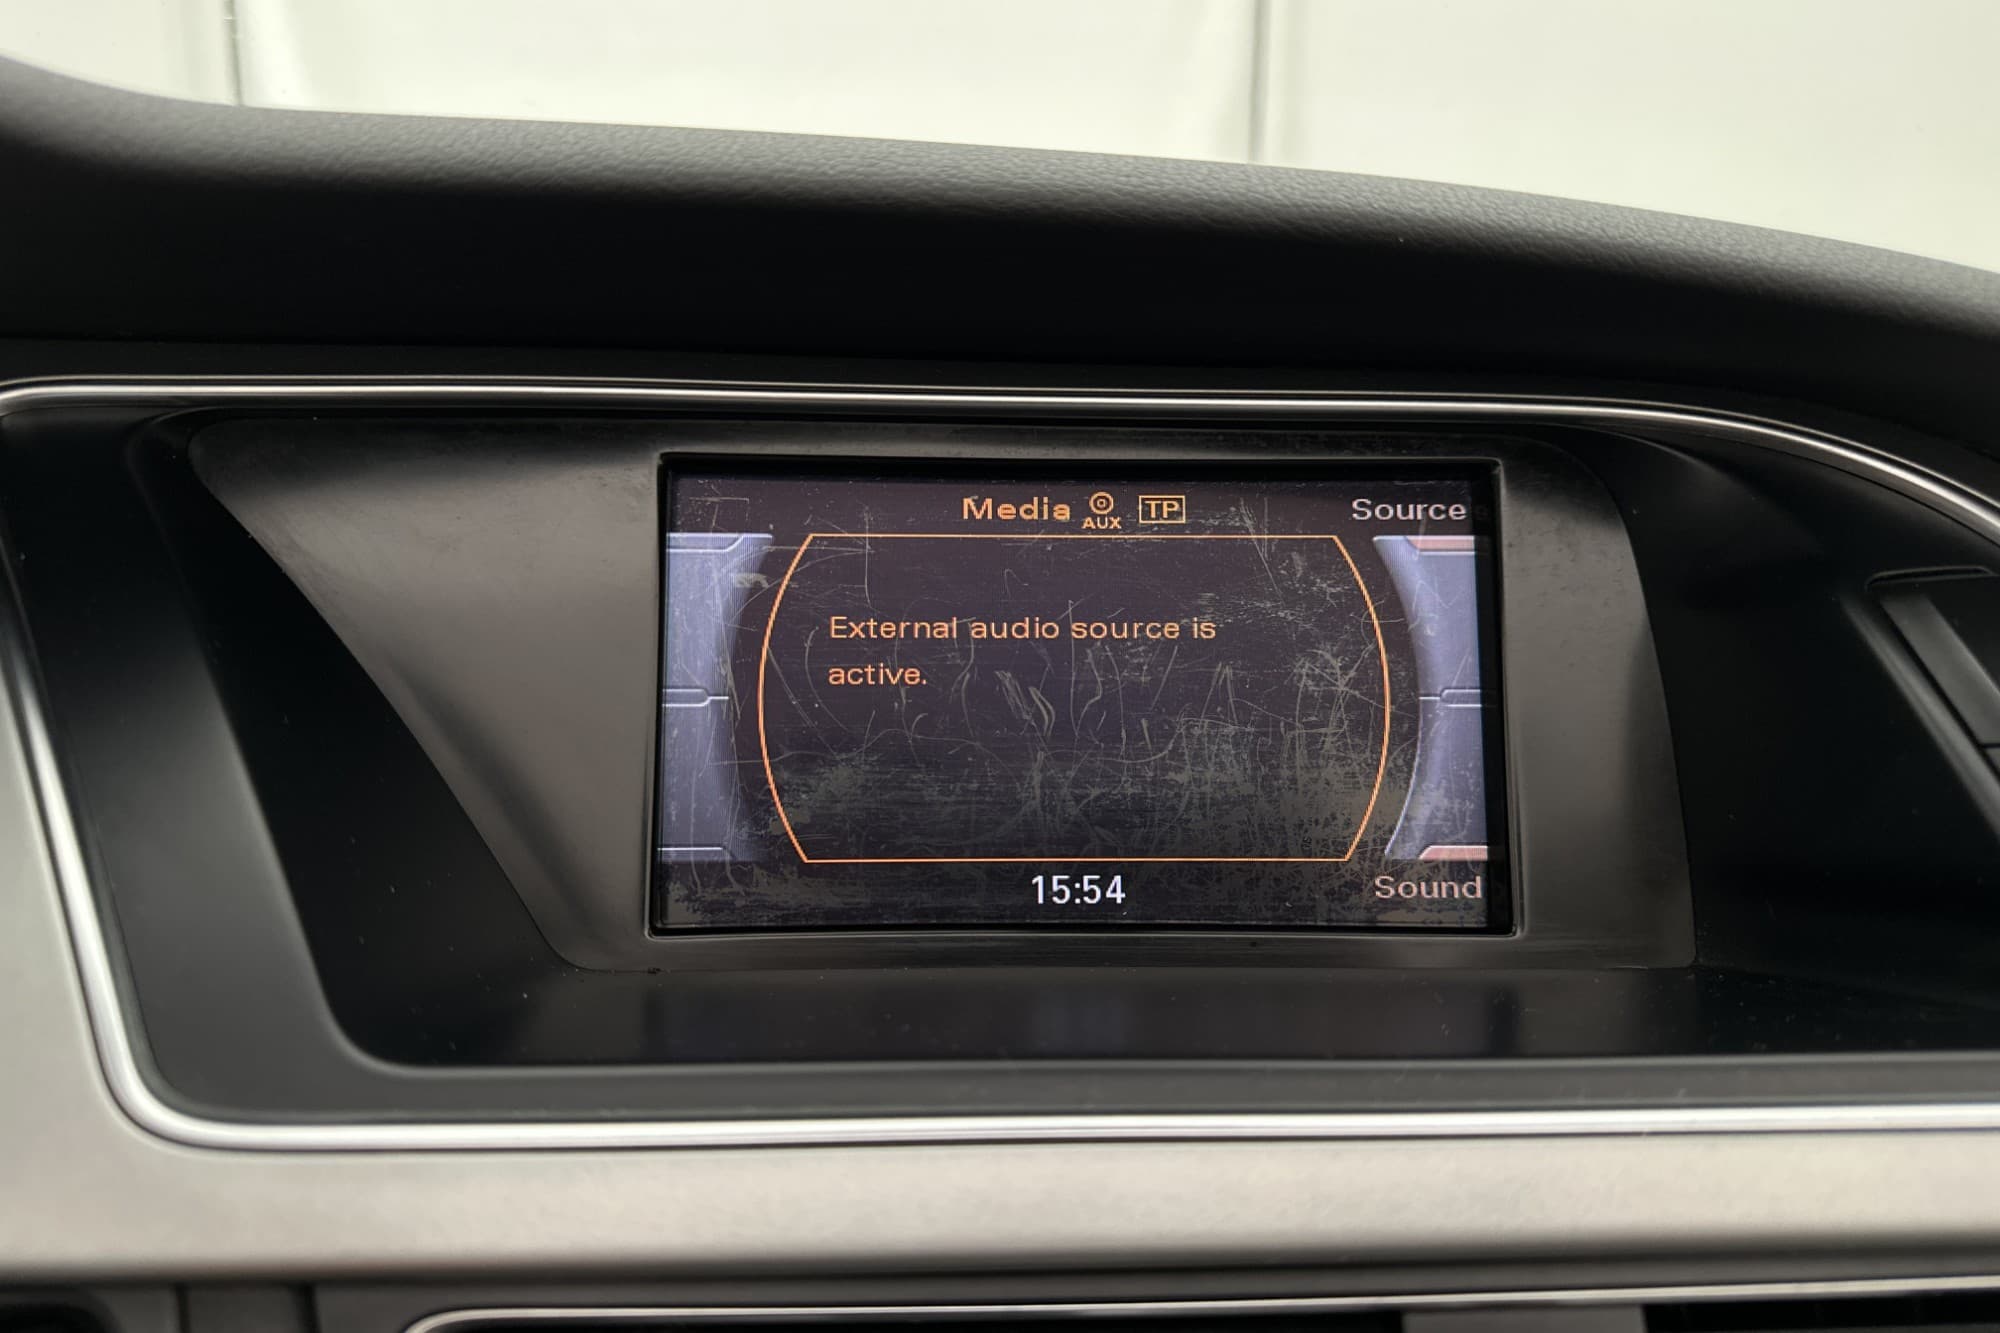 Media AUX TP Source
External audio source is
active.
15:54 Sound